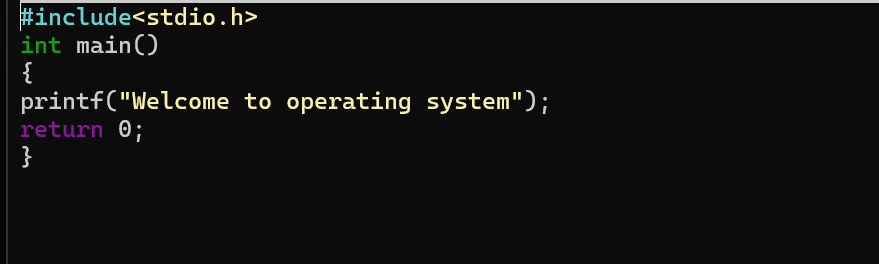 #include<stdio.h>
int main()
{
printf("Welcome to operating system");
return 0;
}